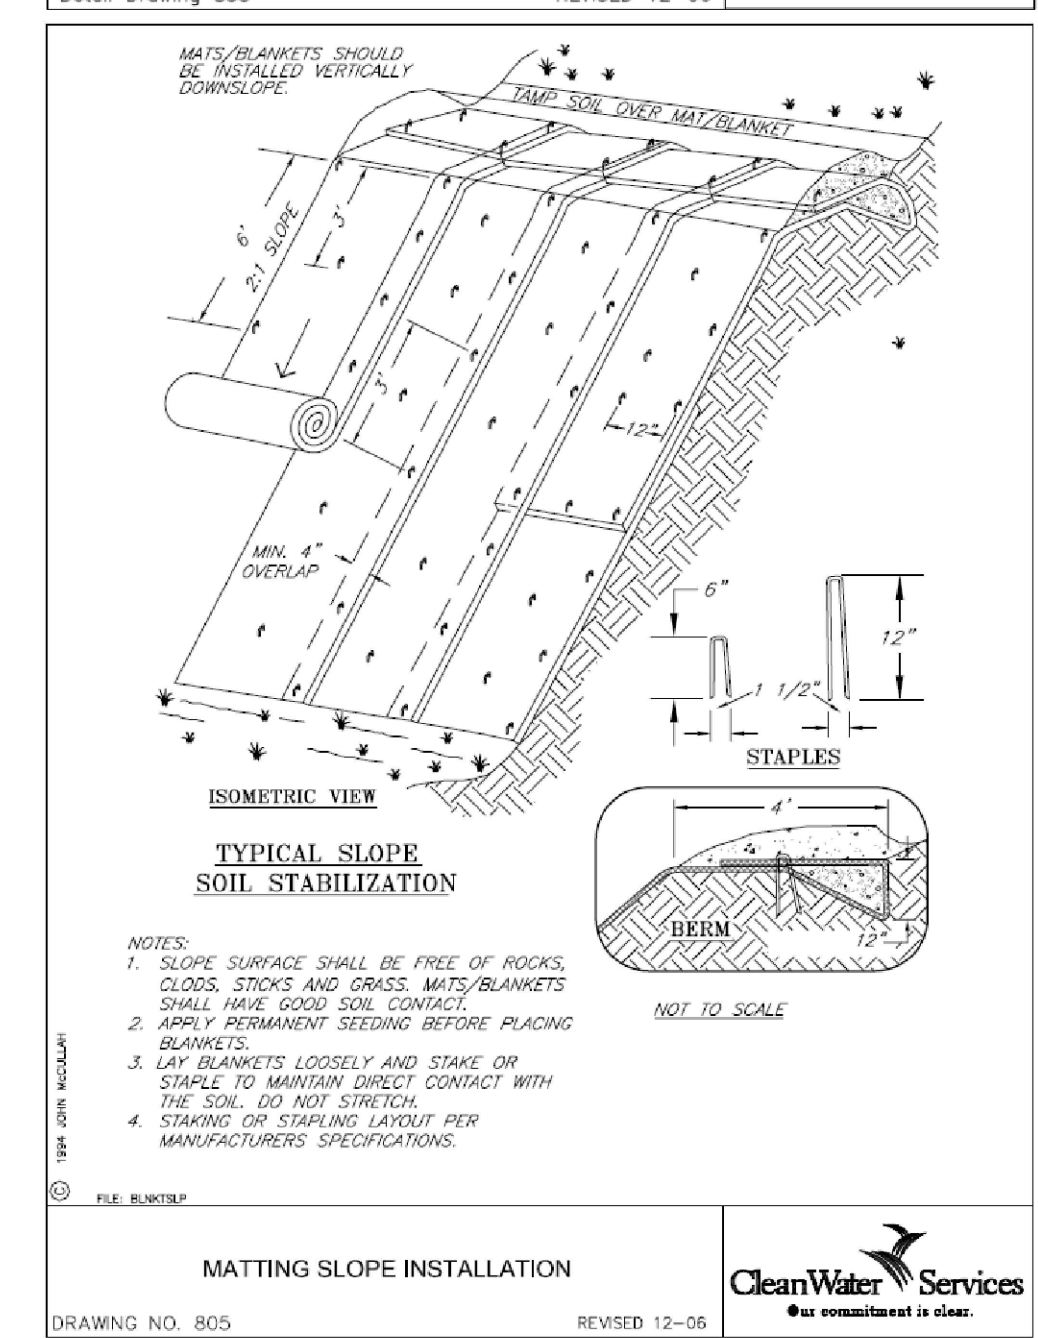 MATS/BLANKETS SHOULD
BE INSTALLED VERTICALLY
DOWNSLOPE.
TAMP SOIL OVER MAT/BLANKET
6'
2:1 SLOPE
3'
3'
12"
MIN. 4"
OVERLAP
6"
12"
1 1/2"
STAPLES
ISOMETRIC VIEW
TYPICAL SLOPE
SOIL STABILIZATION
4'
BERM
12"
NOT TO SCALE
NOTES:
1. SLOPE SURFACE SHALL BE FREE OF ROCKS,
CLODS, STICKS AND GRASS. MATS/BLANKETS
SHALL HAVE GOOD SOIL CONTACT.
2. APPLY PERMANENT SEEDING BEFORE PLACING
BLANKETS.
3. LAY BLANKETS LOOSELY AND STAKE OR
STAPLE TO MAINTAIN DIRECT CONTACT WITH
THE SOIL. DO NOT STRETCH.
4. STAKING OR STAPLING LAYOUT PER
MANUFACTURERS SPECIFICATIONS.
© 1994 JOHN McCULLAH
FILE: BLNKTSLP
MATTING SLOPE INSTALLATION
DRAWING NO. 805
REVISED 12-06
CleanWater Services
Our commitment is clear.